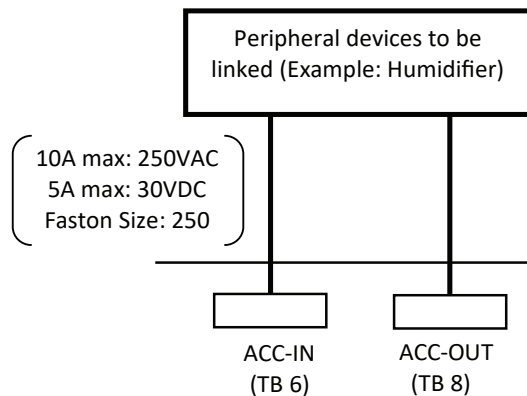 Peripheral devices to be
linked (Example: Humidifier)
10A max: 250VAC
5A max: 30VDC
Faston Size: 250
ACC-IN
(TB 6)
ACC-OUT
(TB 8)